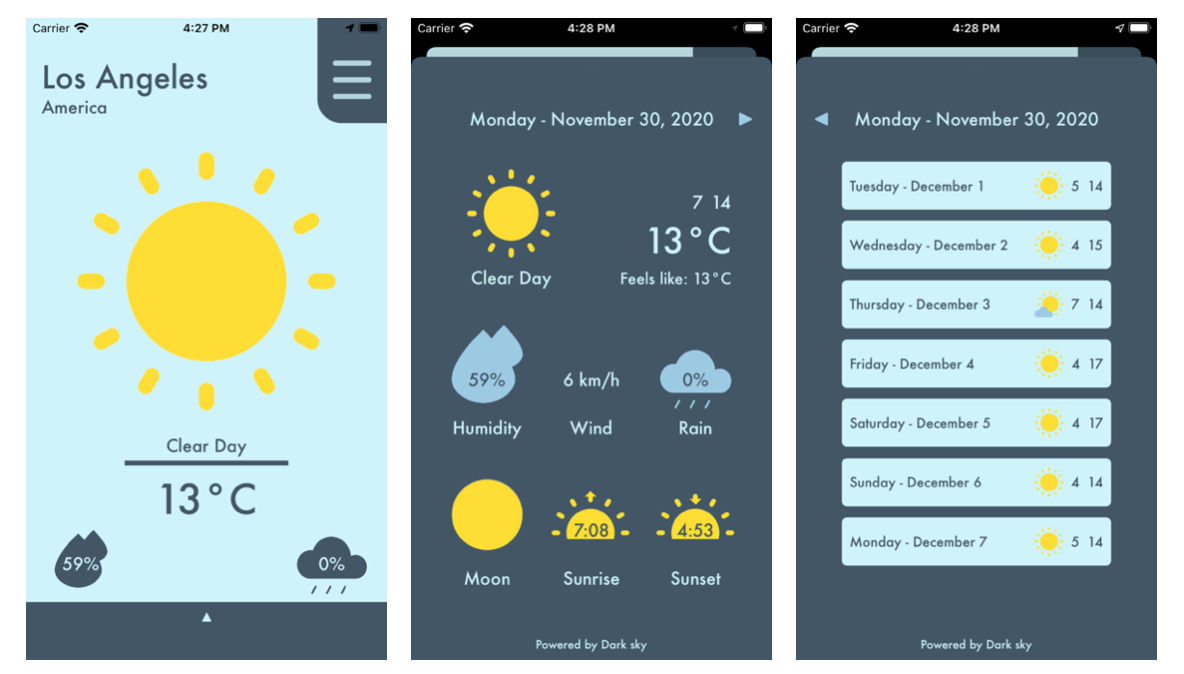 Carrier 4:27 PM
Los Angeles
America
Clear Day
13°C
59% 0%
Carrier 4:28 PM
Monday - November 30, 2020
7 14
13°C
Clear Day Feels like: 13°C
59% 6 km/h 0%
Humidity Wind Rain
7:08 4:53
Moon Sunrise Sunset
Powered by Dark sky
Carrier 4:28 PM
Monday - November 30, 2020
Tuesday - December 1 5 14
Wednesday - December 2 4 15
Thursday - December 3 7 14
Friday - December 4 4 17
Saturday - December 5 4 17
Sunday - December 6 4 14
Monday - December 7 5 14
Powered by Dark sky